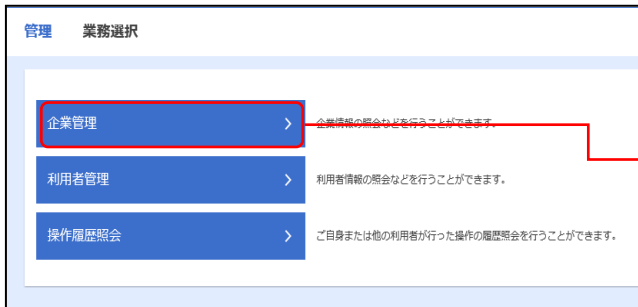 管理 業務選択
企業管理 企業情報の照会などを行うことができます。
利用者管理 利用者情報の照会などを行うことができます。
操作履歴照会 ご自身または他の利用者が行った操作の履歴照会を行うことができます。